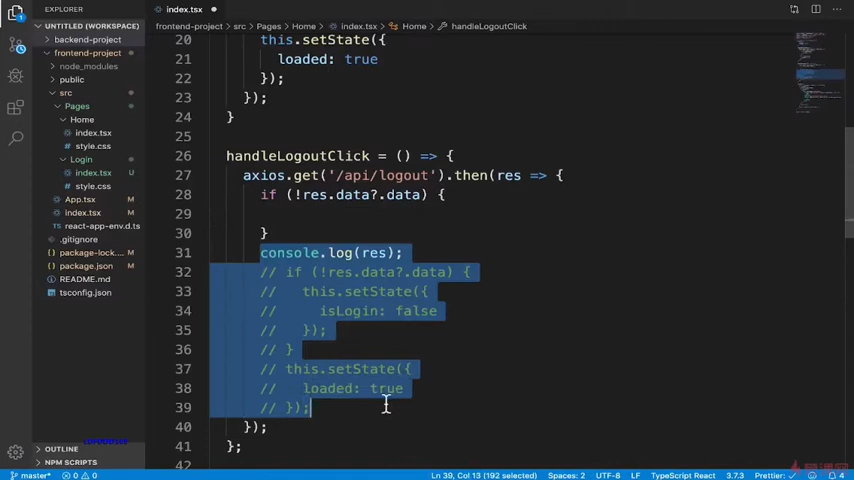 EXPLORER
index.tsx
UNTITLED (WORKSPACE)
frontend-project > src > Pages > Home > index.tsx > Home > handleLogoutClick
backend-project
frontend-project
node_modules
public
src
Pages
Home
index.tsx
style.css
Login
index.tsx U
style.css
App.tsx M
index.tsx M
react-app-env.d.ts
.gitignore
package-lock... M
package.json M
README.md
tsconfig.json
OUTLINE
NPM SCRIPTS
20 this.setState({
21 loaded: true
22 });
23 });
24 }
25
26 handleLogoutClick = () => {
27 axios.get('/api/logout').then(res => {
28 if (!res.data?.data) {
29
30 }
31 console.log(res);
32 // if (!res.data?.data) {
33 // this.setState({
34 // isLogin: false
35 // });
36 // }
37 // this.setState({
38 // loaded: true
39 // });
40 });
41 };
42
master* 0 0 Ln 39, Col 13 (192 selected) Spaces: 2 UTF-8 LF TypeScript React 3.7.3 Prettier: ✓ 4